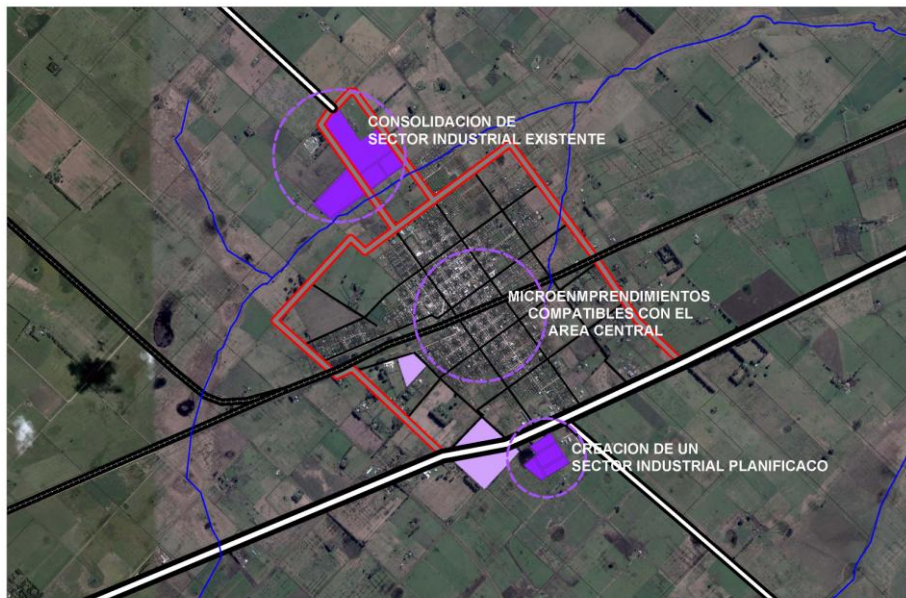 CONSOLIDACION DE
SECTOR INDUSTRIAL EXISTENTE
MICROENMPRENDIMIENTOS
COMPATIBLES CON EL
AREA CENTRAL
CREACION DE UN
SECTOR INDUSTRIAL PLANIFICACO